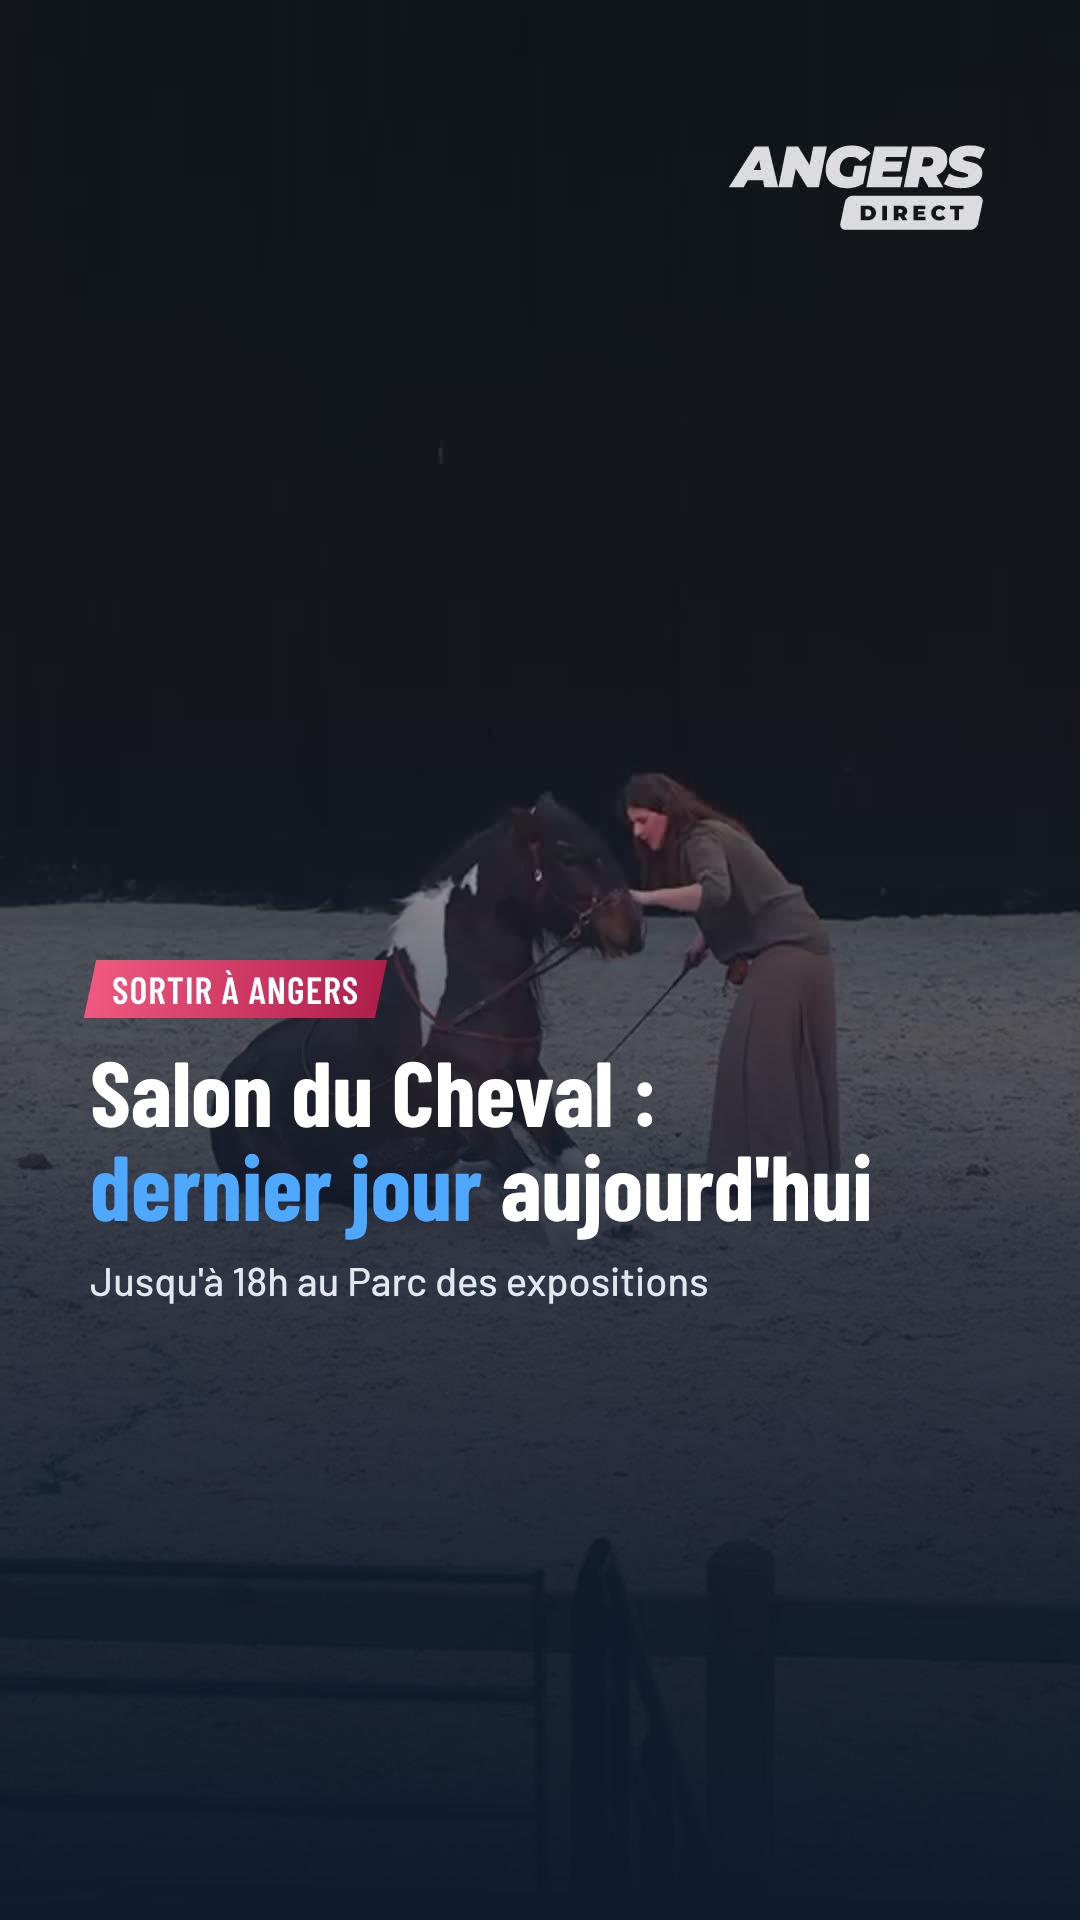 ANGERS
DIRECT
SORTIR À ANGERS
Salon du Cheval :
dernier jour aujourd'hui
Jusqu'à 18h au Parc des expositions